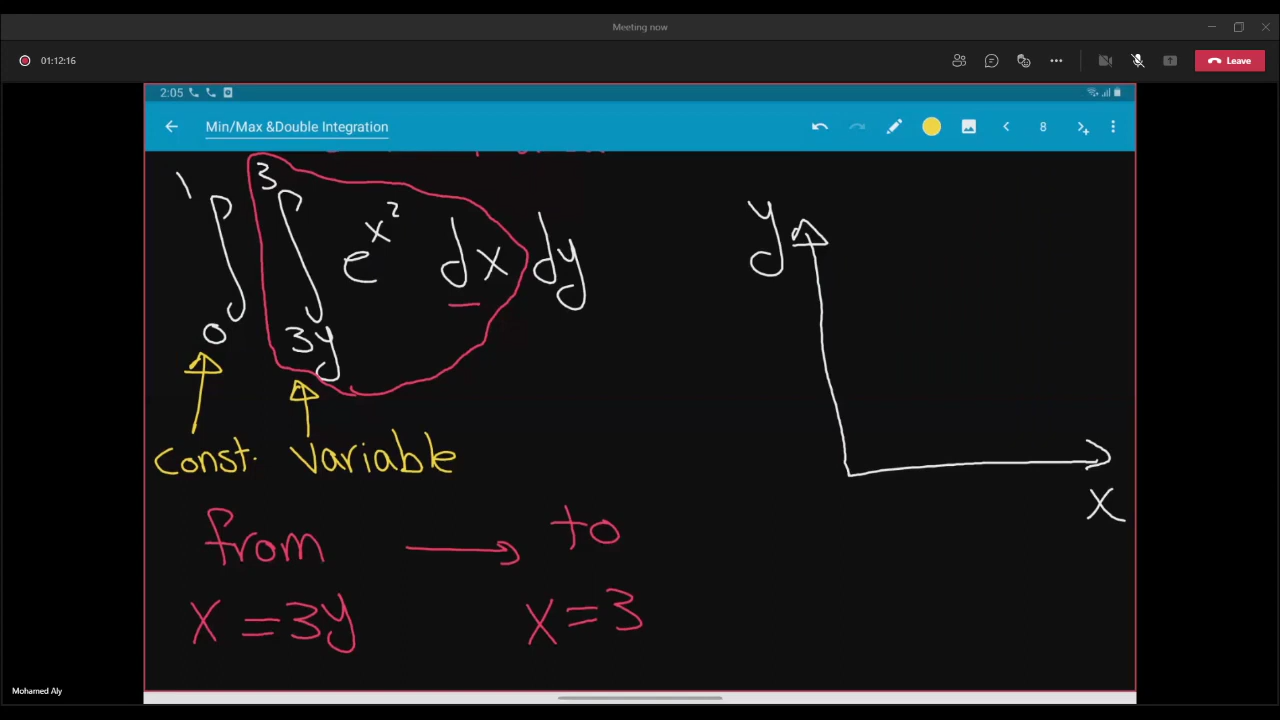 Meeting now
01:12:16
Leave
2:05
Min/Max &Double Integration
8
1 3
∫ ∫ e^x² dx dy
0 3y
y
const. variable
x
from → to
x = 3y x = 3
Mohamed Aly